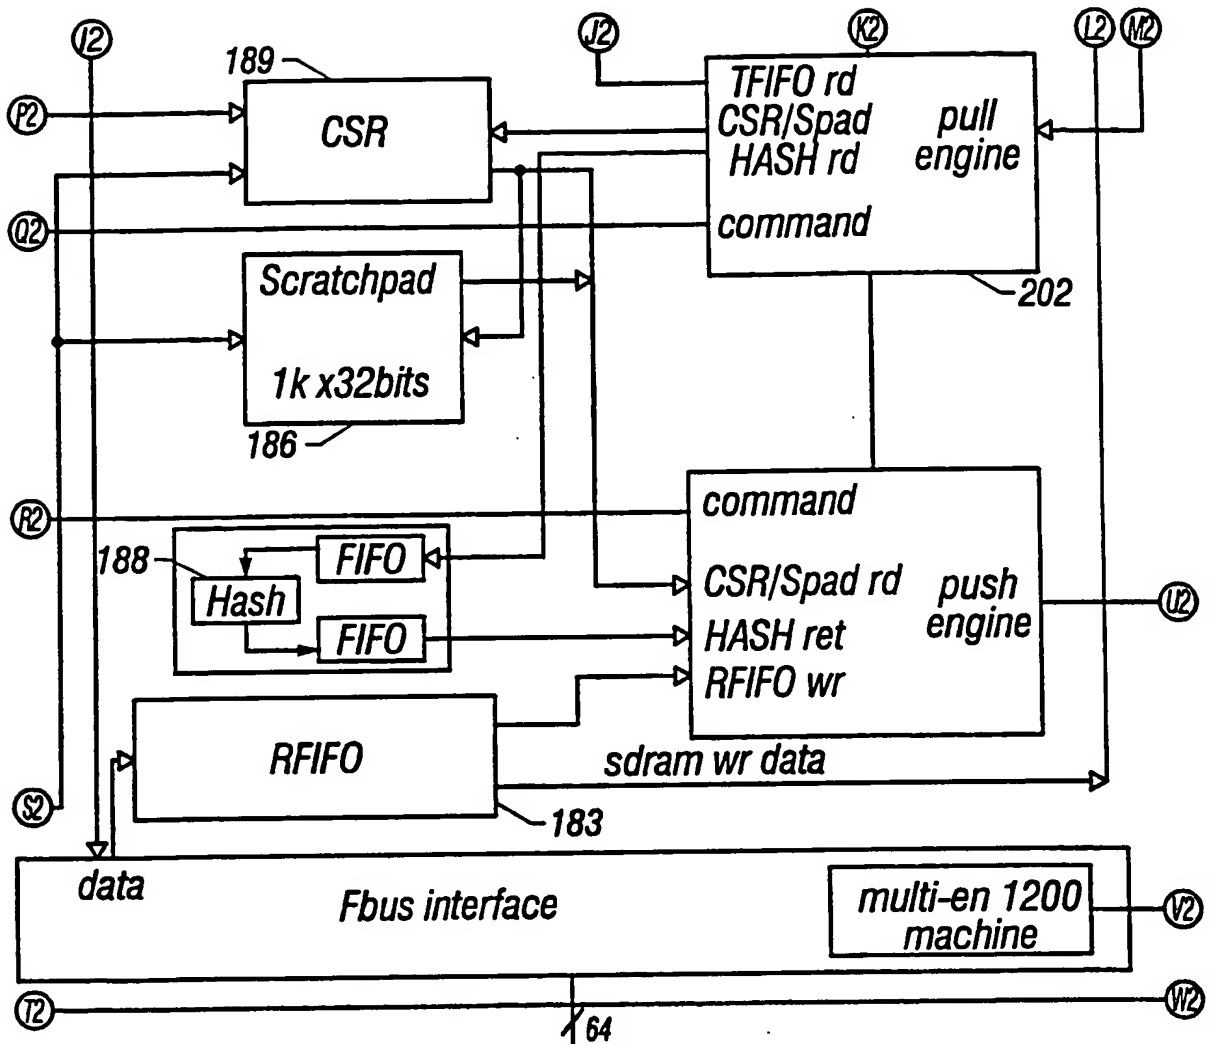 I2
J2
K2
L2
M2
189
P2
CSR
TFIFO rd
CSR/Spad
HASH rd
pull
engine
Q2
command
Scratchpad
1k x32bits
202
186
R2
command
188
FIFO
Hash
FIFO
CSR/Spad rd
HASH ret
RFIFO wr
push
engine
U2
RFIFO
sdram wr data
S2
183
data
Fbus interface
multi-en 1200
machine
V2
T2
W2
64